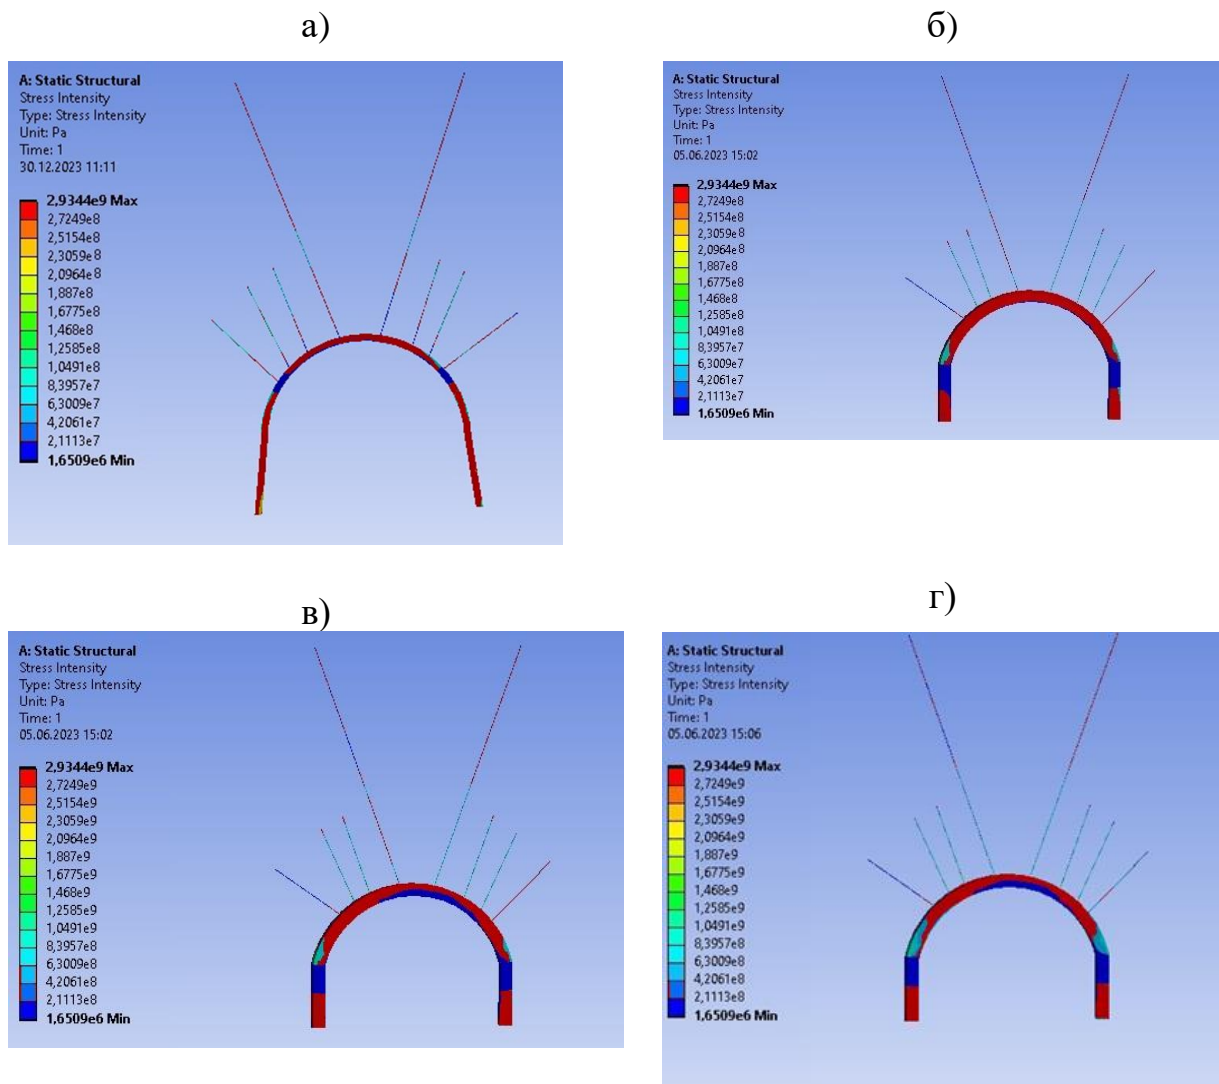 а)
A: Static Structural
Stress Intensity
Type: Stress Intensity
Unit: Pa
Time: 1
30.12.2023 11:11
2,9344e9 Max
2,7249e8
2,5154e8
2,3059e8
2,0964e8
1,887e8
1,6775e8
1,468e8
1,2585e8
1,0491e8
8,3957e7
6,3009e7
4,2061e7
2,1113e7
1,6509e6 Min
б)
A: Static Structural
Stress Intensity
Type: Stress Intensity
Unit: Pa
Time: 1
05.06.2023 15:02
2,9344e9 Max
2,7249e8
2,5154e8
2,3059e8
2,0964e8
1,887e8
1,6775e8
1,468e8
1,2585e8
1,0491e8
8,3957e7
6,3009e7
4,2061e7
2,1113e7
1,6509e6 Min
в)
A: Static Structural
Stress Intensity
Type: Stress Intensity
Unit: Pa
Time: 1
05.06.2023 15:02
2,9344e9 Max
2,7249e9
2,5154e9
2,3059e9
2,0964e9
1,887e9
1,6775e9
1,468e9
1,2585e9
1,0491e9
8,3957e8
6,3009e8
4,2061e8
2,1113e8
1,6509e6 Min
г)
A: Static Structural
Stress Intensity
Type: Stress Intensity
Unit: Pa
Time: 1
05.06.2023 15:06
2,9344e9 Max
2,7249e9
2,5154e9
2,3059e9
2,0964e9
1,887e9
1,6775e9
1,468e9
1,2585e9
1,0491e9
8,3957e8
6,3009e8
4,2061e8
2,1113e8
1,6509e6 Min